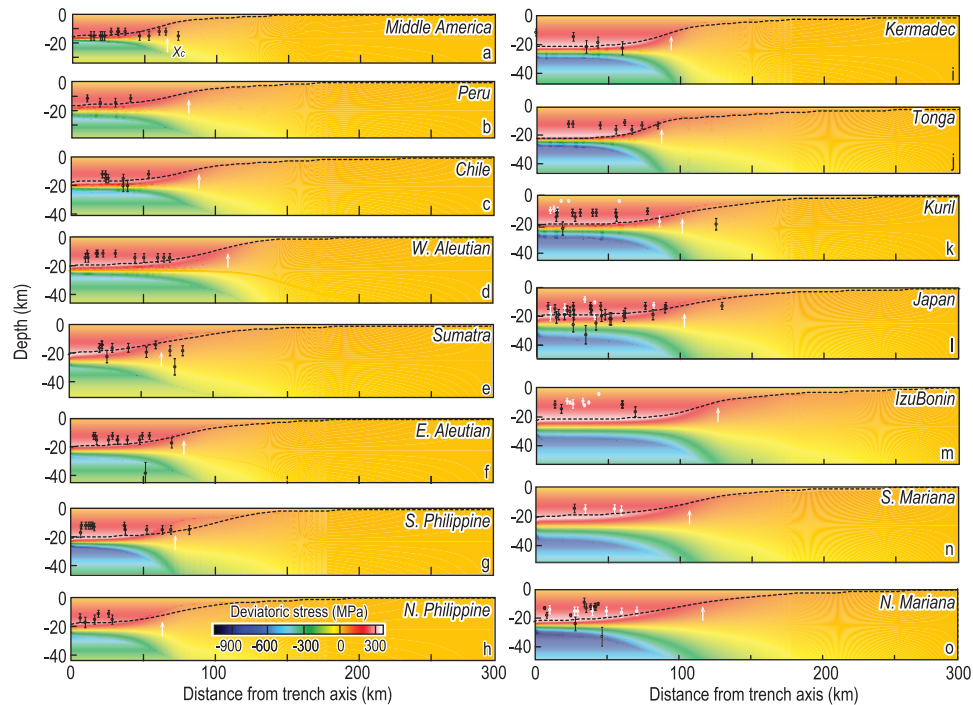 0
-20
-40
Middle America
Xc
a
0
-20
Peru
b
0
-20
-40
Chile
c
0
-20
-40
W. Aleutian
d
0
-20
-40
Sumatra
e
0
-20
-40
E. Aleutian
f
0
-20
-40
S. Philippine
g
0
-20
-40
N. Philippine
h
Deviatoric stress (MPa)
-900 -600 -300 0 300
0 50 100 150 200 250 300
Distance from trench axis (km)
Depth (km)
0
-20
-40
Kermadec
i
0
-20
-40
Tonga
j
0
-20
-40
Kuril
k
0
-20
-40
Japan
l
0
-20
-40
IzuBonin
m
0
-20
-40
S. Mariana
n
0
-20
-40
N. Mariana
o
0 100 200 300
Distance from trench axis (km)